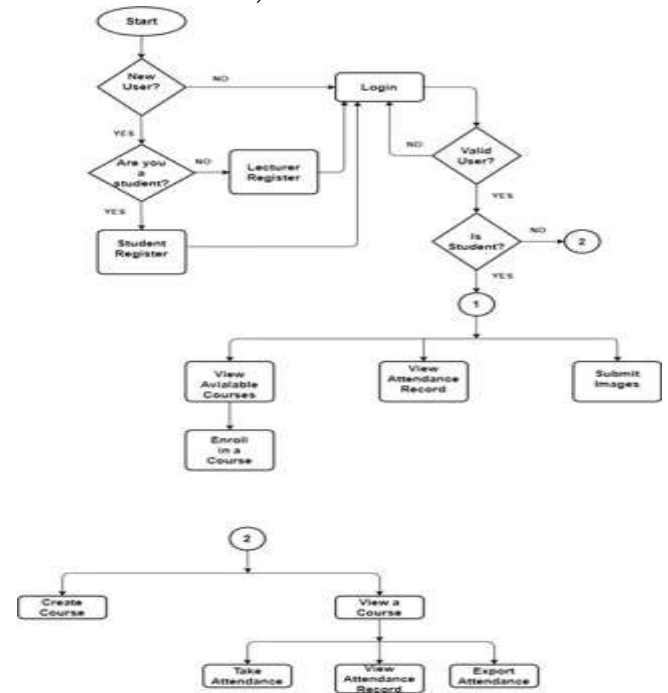 Start
New
User?
NO
Login
YES
Are you
a
student?
NO
Lecturer
Register
NO
Valid
User?
YES
YES
Student
Register
Is
Student?
NO
2
YES
1
View
Avialable
Courses
View
Attendance
Record
Submit
Images
Enroll
in a
Course
2
Create
Course
View a
Course
Take
Attendance
View
Attendance
Record
Export
Attendance